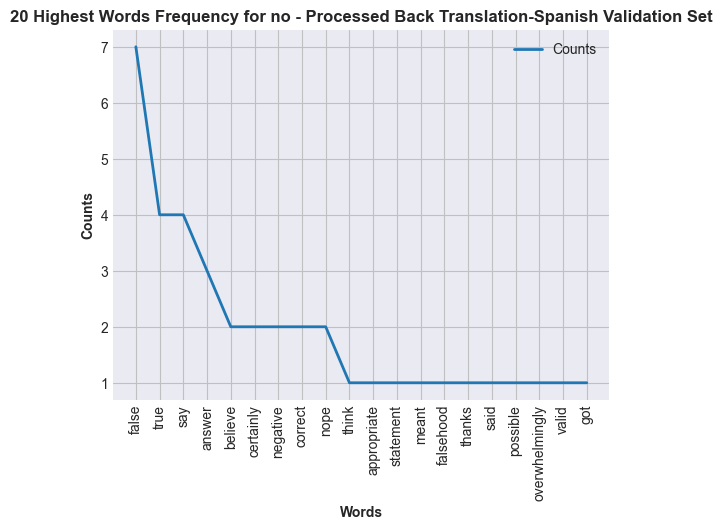 20 Highest Words Frequency for no - Processed Back Translation-Spanish Validation Set
Counts
7
6
5
4
3
2
1
Counts
false
true
say
answer
believe
certainly
negative
correct
nope
think
appropriate
statement
meant
falsehood
thanks
said
possible
overwhelmingly
valid
got
Words